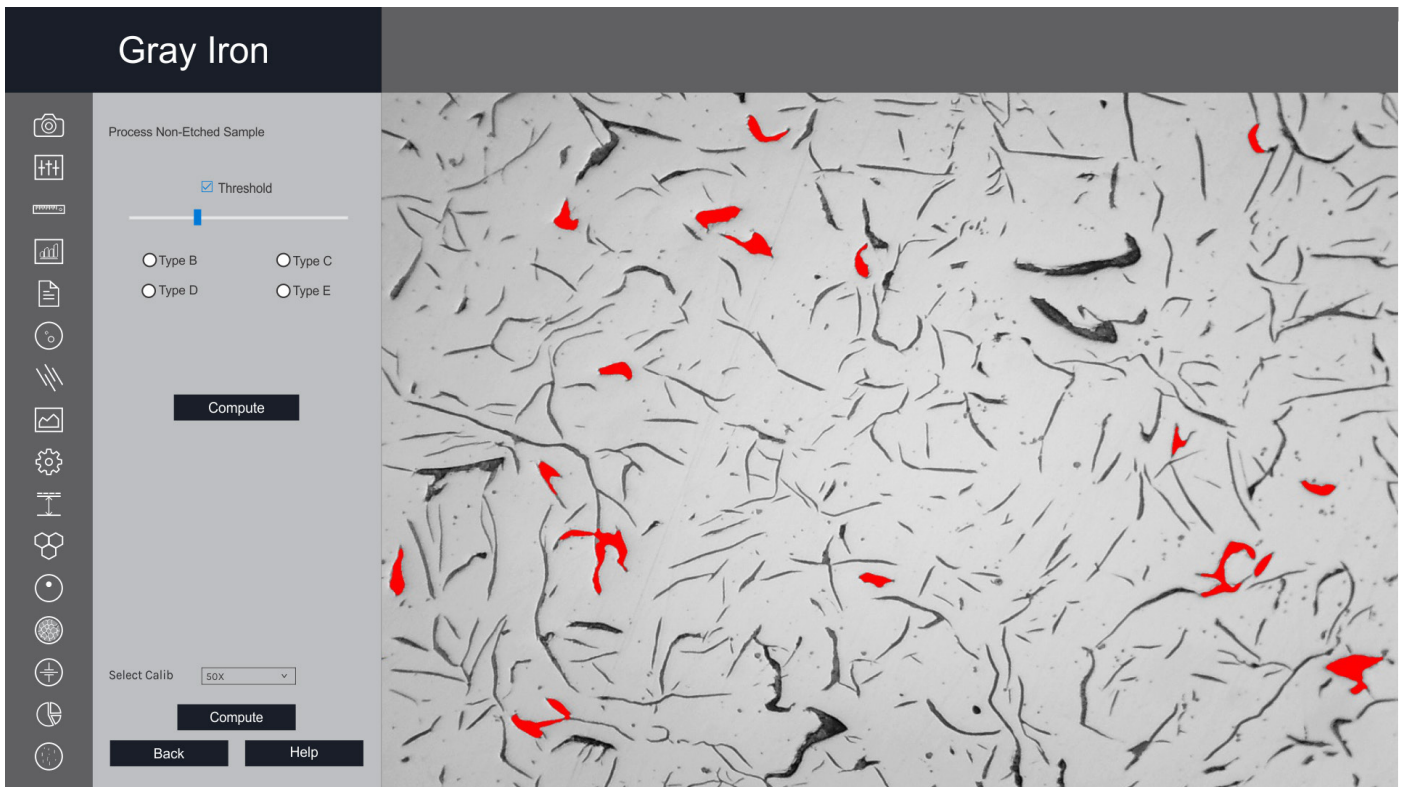 Gray Iron
Process Non-Etched Sample
Threshold
Type B
Type C
Type D
Type E
Compute
Select Calib
50X
Compute
Back
Help